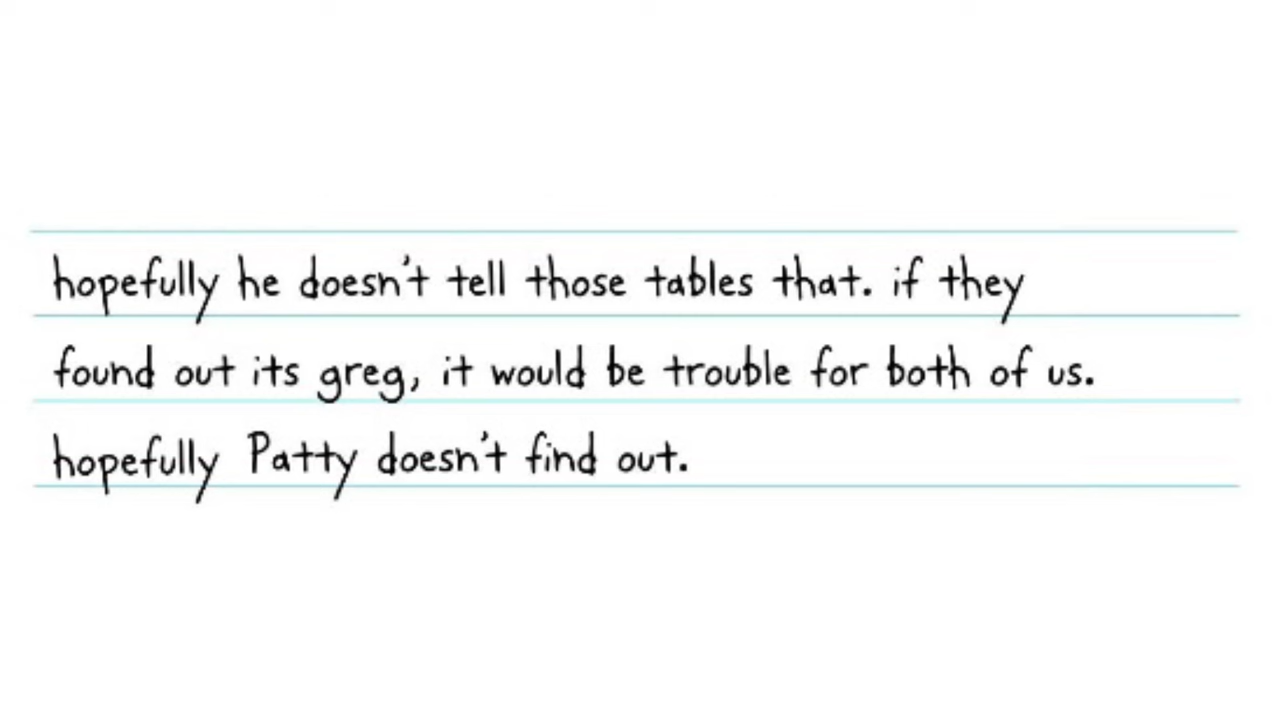 hopefully he doesn't tell those tables that. if they
found out its greg, it would be trouble for both of us.
hopefully Patty doesn't find out.